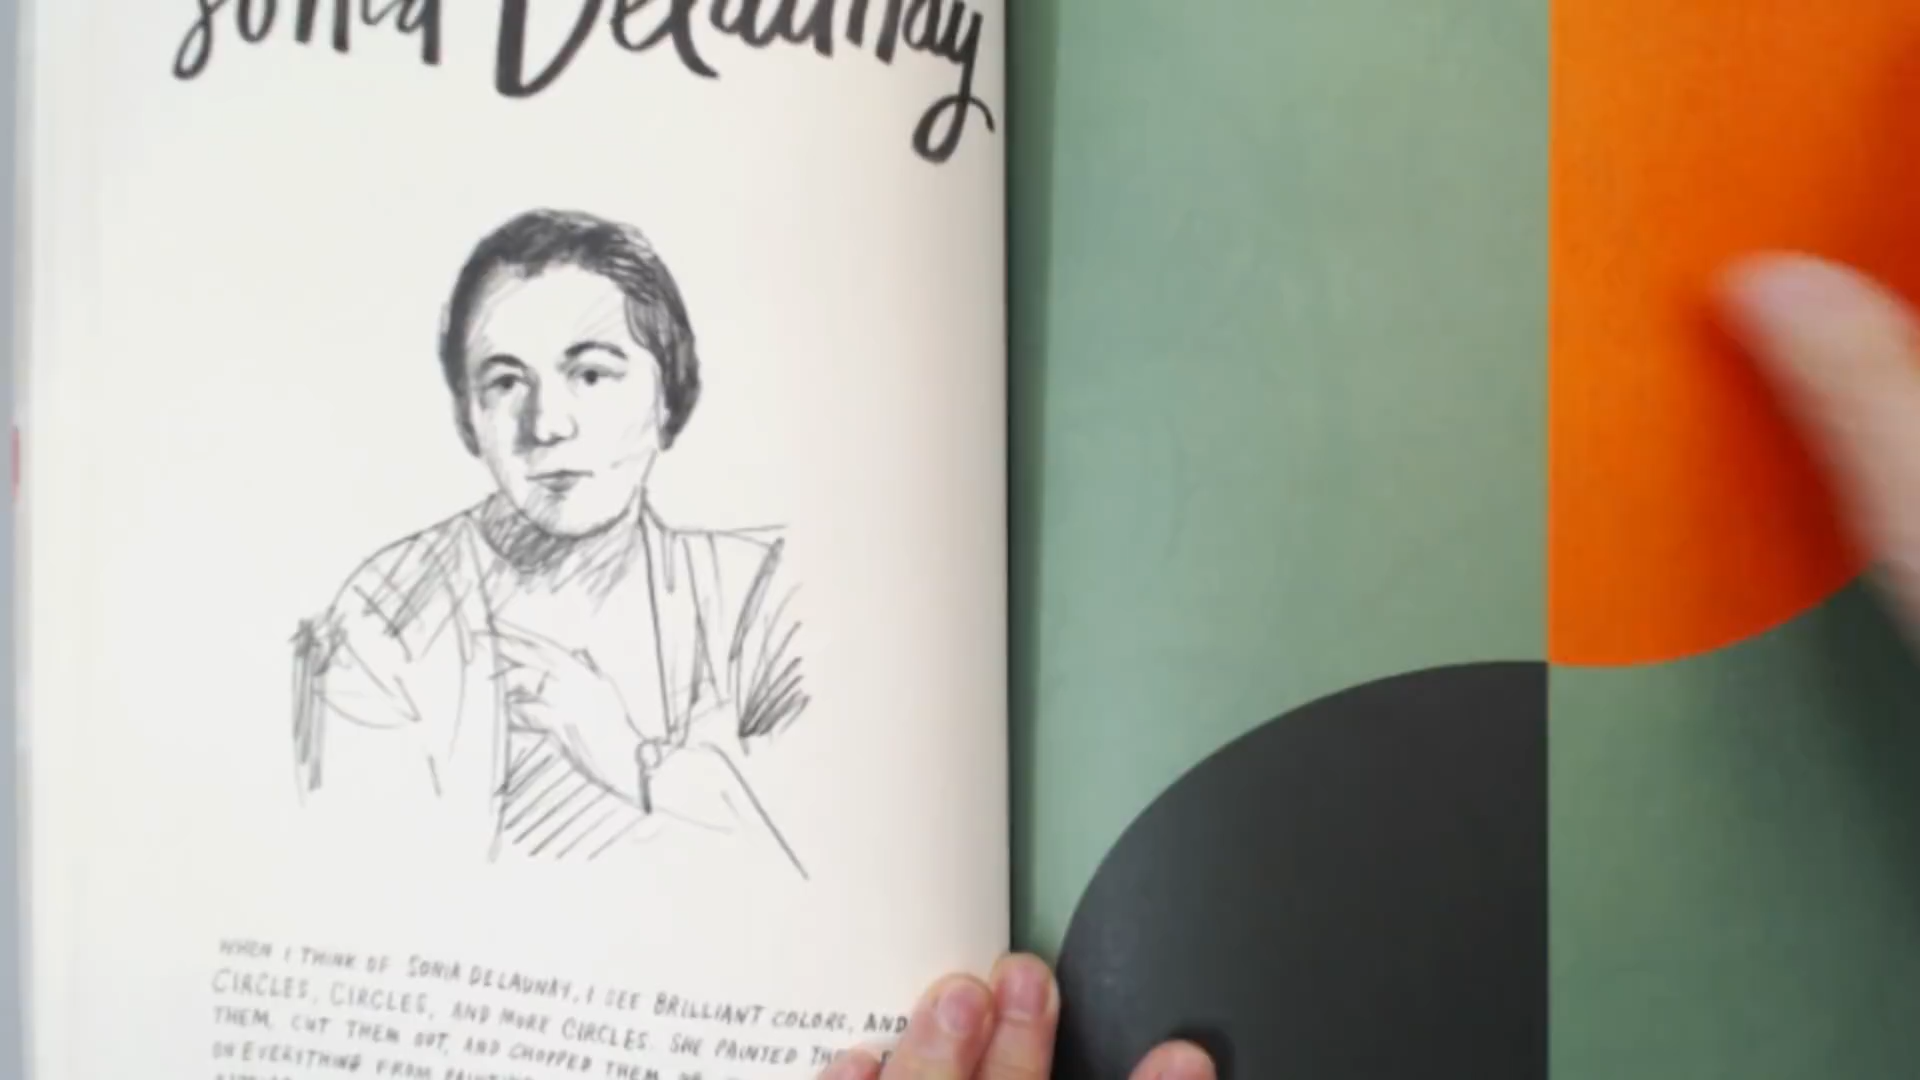 Sonia Delaunay
WHEN I THINK OF SONIA DELAUNAY, I SEE BRILLIANT COLORS, AND
CIRCLES, CIRCLES, AND MORE CIRCLES. SHE PAINTED
THEM, CUT THEM OUT, AND CHOPPED THEM
ON EVERYTHING FROM